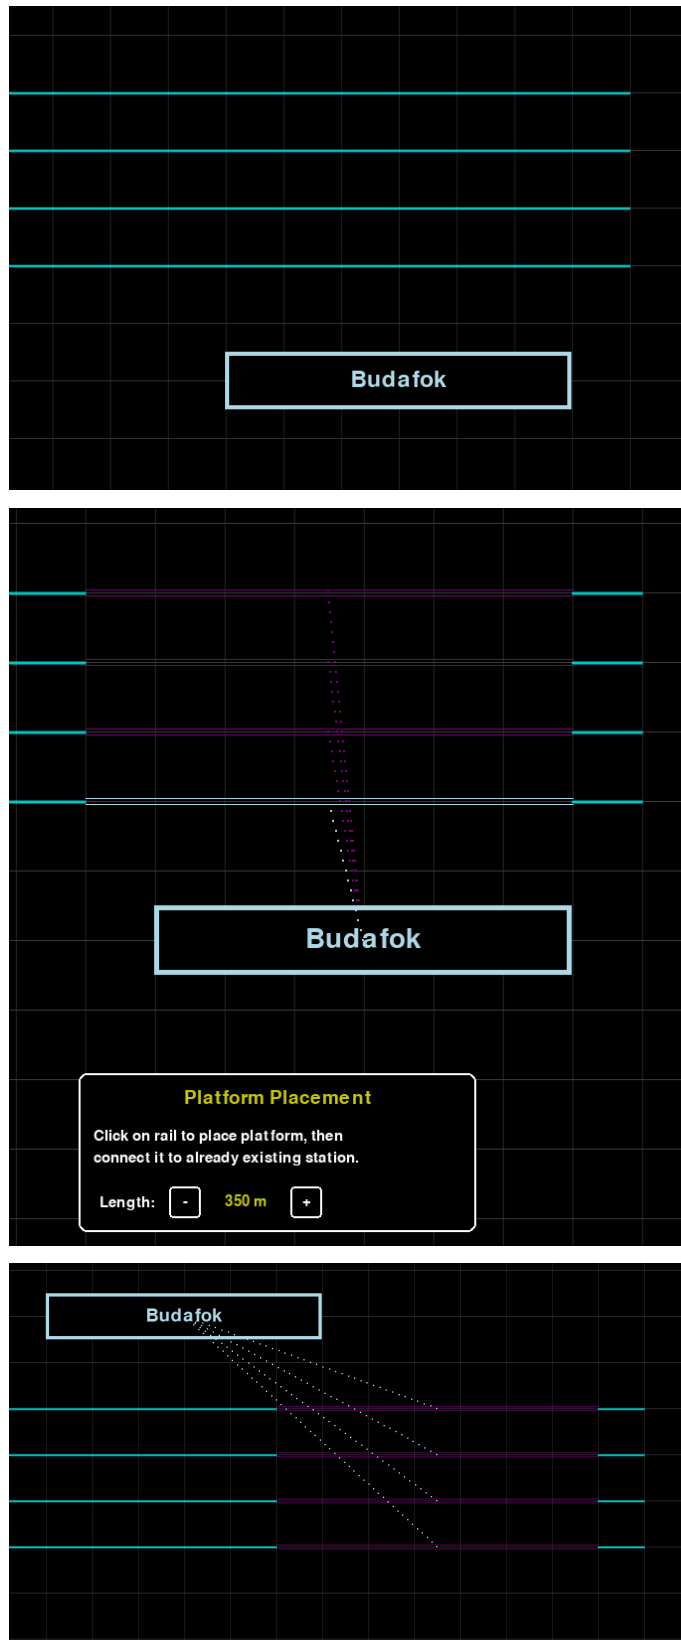 Budafok
Budafok
Platform Placement
Click on rail to place platform, then
connect it to already existing station.
Length: - 350 m +
Budafok